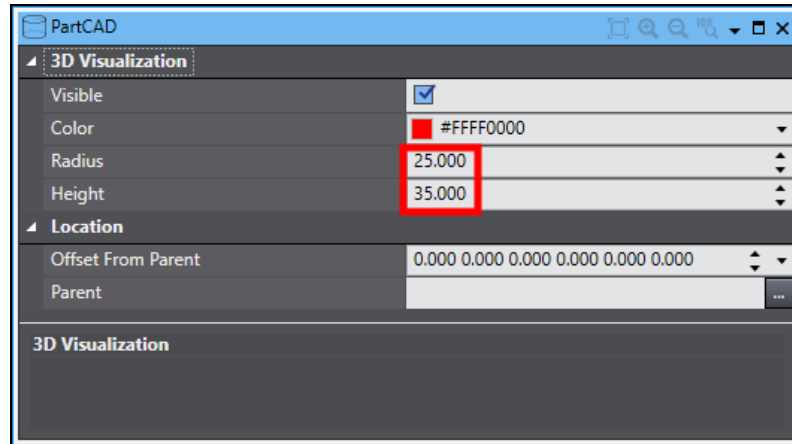 PartCAD
3D Visualization
Visible
Color #FFFF0000
Radius 25.000
Height 35.000
Location
Offset From Parent 0.000 0.000 0.000 0.000 0.000 0.000
Parent ...
3D Visualization